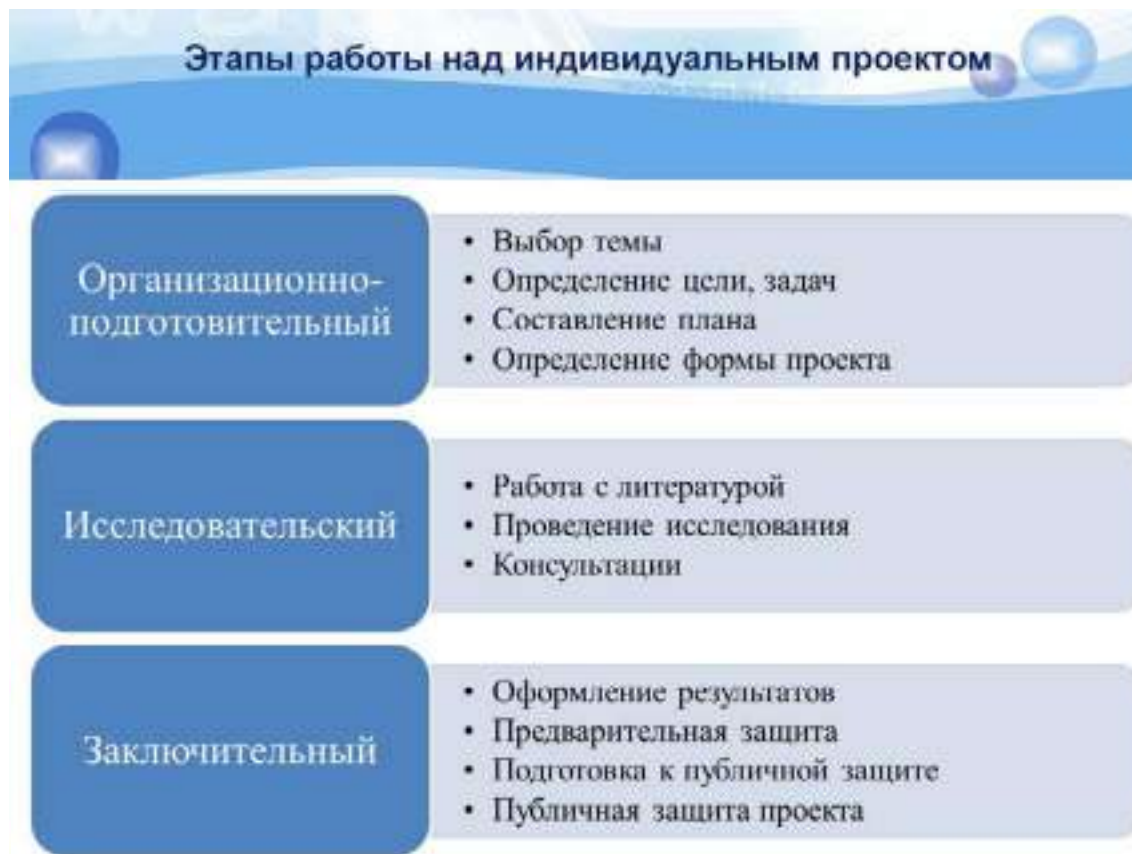 Этапы работы над индивидуальным проектом
Организационно-
подготовительный
• Выбор темы
• Определение цели, задач
• Составление плана
• Определение формы проекта
Исследовательский
• Работа с литературой
• Проведение исследования
• Консультации
Заключительный
• Оформление результатов
• Предварительная защита
• Подготовка к публичной защите
• Публичная защита проекта